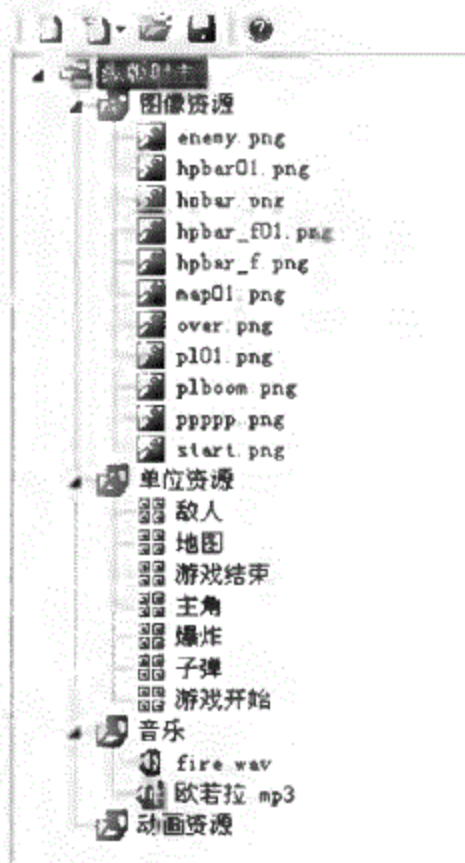 图像资源
enemy.png
hpbar01.png
hpbar.png
hpbar_f01.png
hpbar_f.png
map01.png
over.png
pl01.png
plboom.png
ppppp.png
start.png
单位资源
敌人
地图
游戏结束
主角
爆炸
子弹
游戏开始
音乐
fire.wav
欧若拉.mp3
动画资源